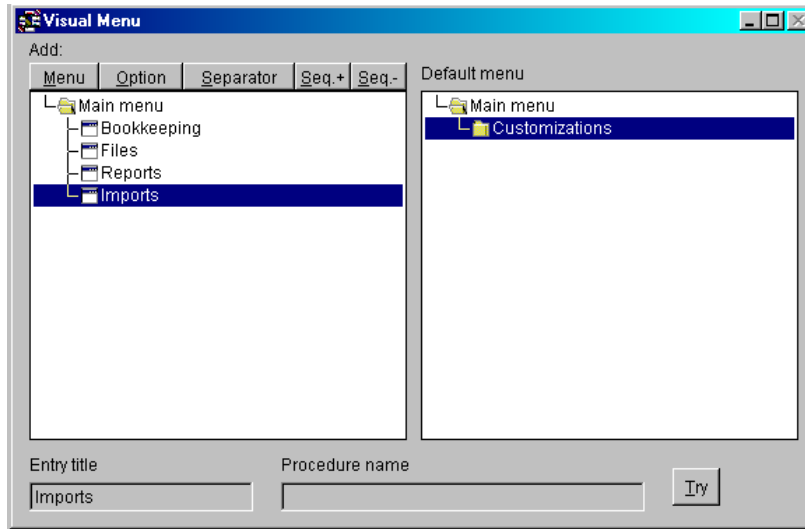 Visual Menu
Add:
Menu Option Separator Seq.+ Seq.- Default menu
Main menu
Bookkeeping
Files
Reports
Imports
Main menu
Customizations
Entry title Procedure name
Imports
Try